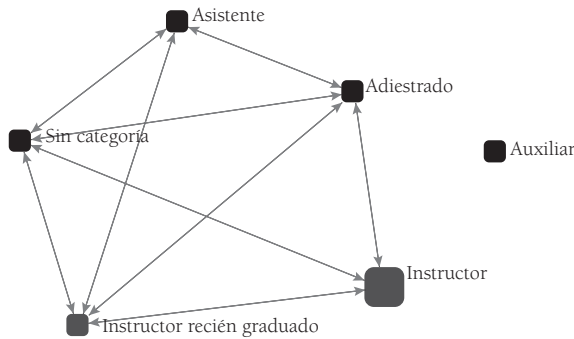 Asistente
Adiestrado
Sin categoría
Auxiliar
Instructor
Instructor recién graduado